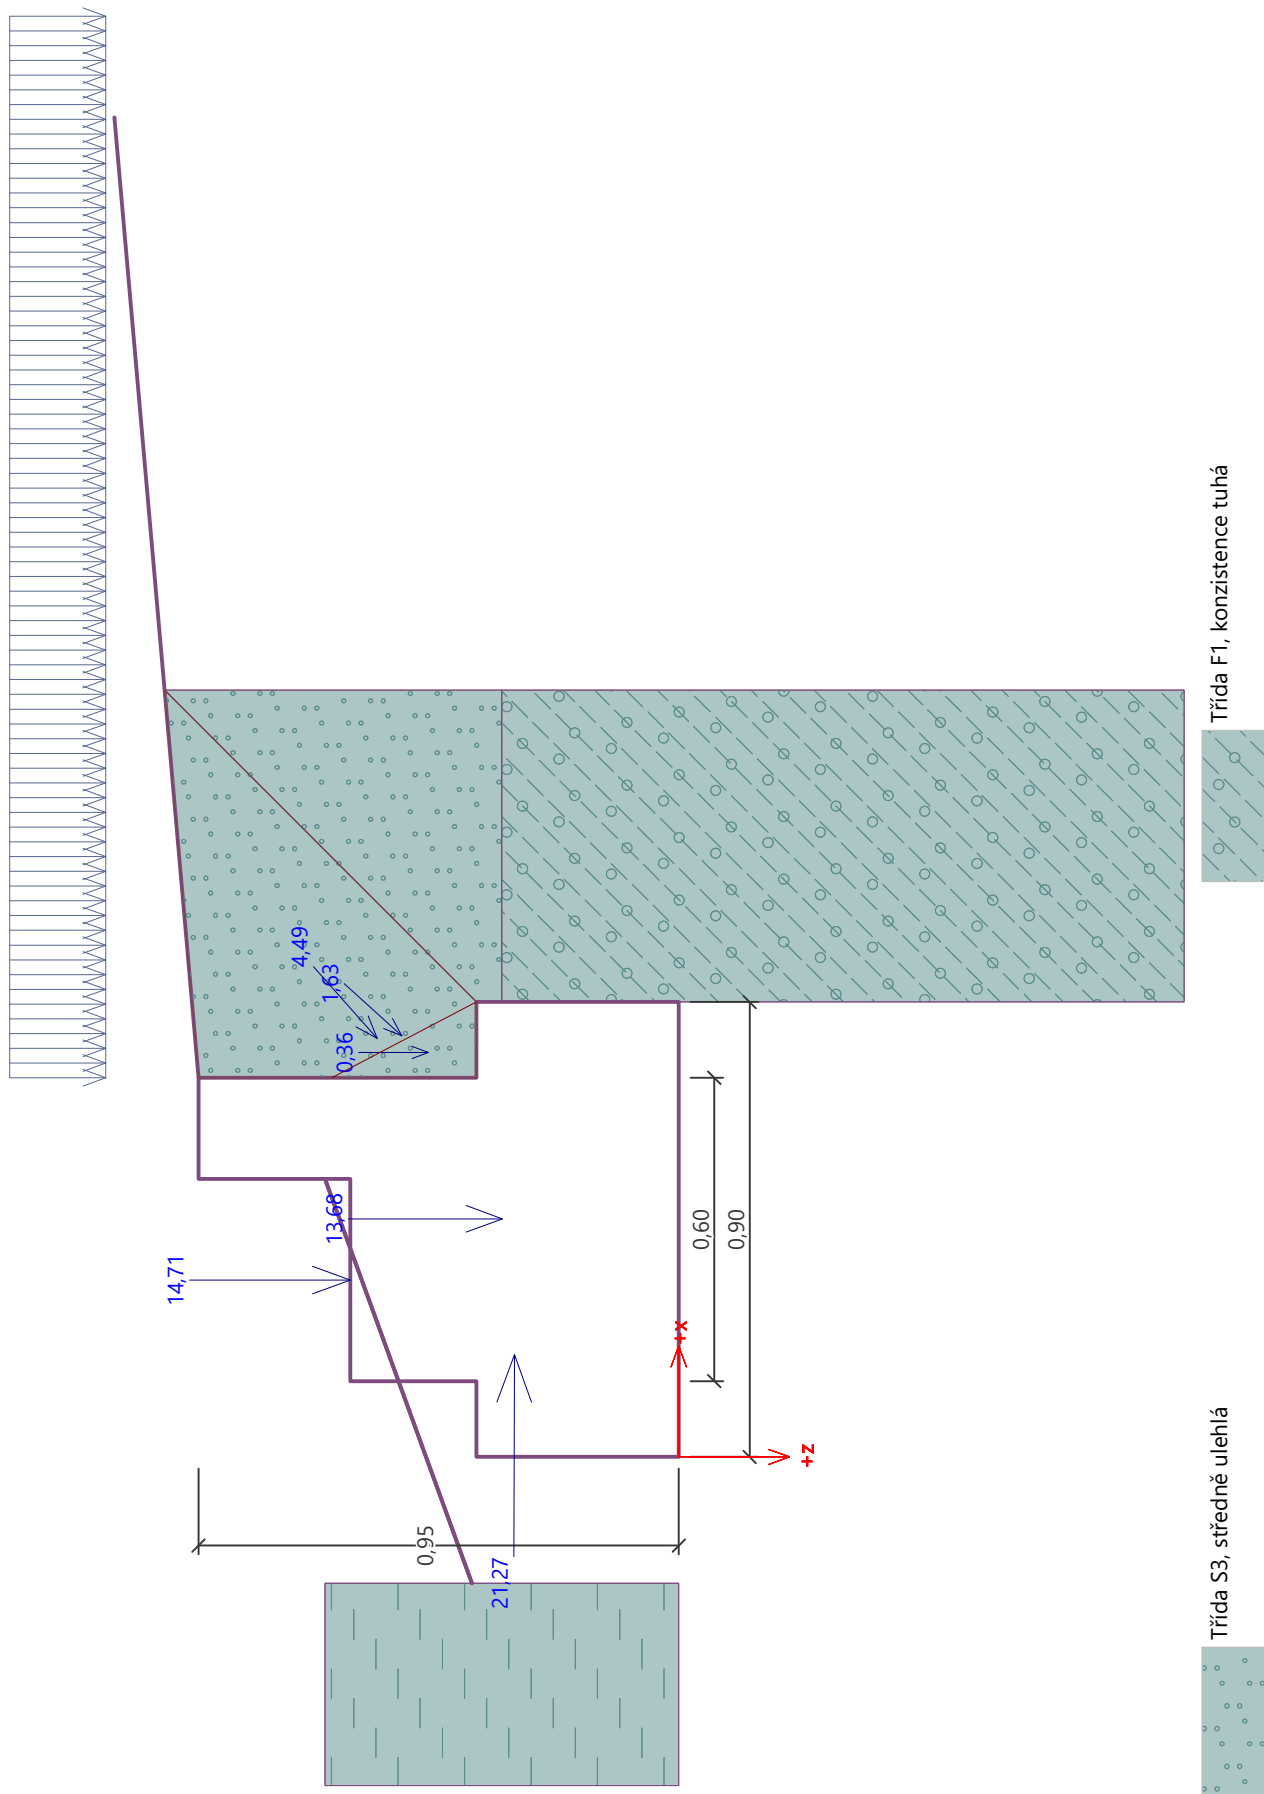 4,49
1,63
0,36
13,68
14,71
21,27
0,60
0,90
0,95
+x
+z
Třída S3, středně ulehlá
Třída F1, konzistence tuhá